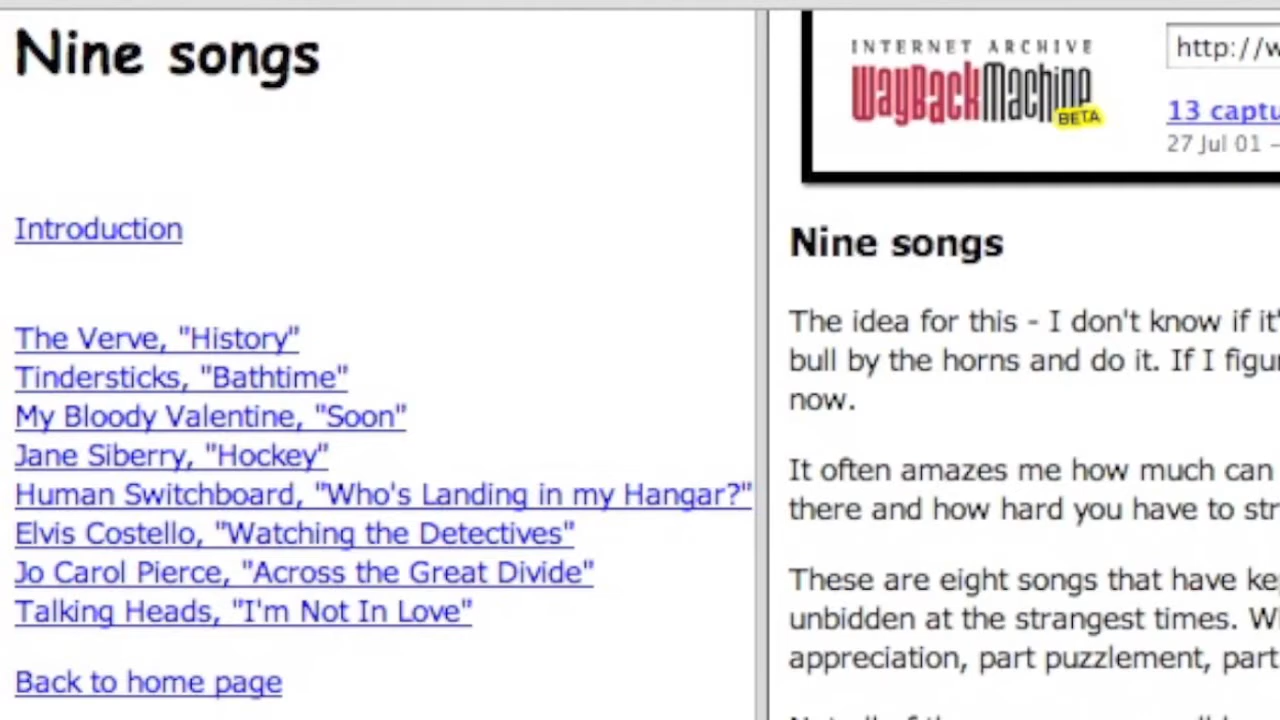 Nine songs
Introduction
The Verve, "History"
Tindersticks, "Bathtime"
My Bloody Valentine, "Soon"
Jane Siberry, "Hockey"
Human Switchboard, "Who's Landing in my Hangar?"
Elvis Costello, "Watching the Detectives"
Jo Carol Pierce, "Across the Great Divide"
Talking Heads, "I'm Not In Love"
Back to home page
INTERNET ARCHIVE
WayBackMachine
BETA
http://w
13 captu
27 Jul 01 -
Nine songs
The idea for this - I don't know if it'
bull by the horns and do it. If I figu
now.
It often amazes me how much can
there and how hard you have to str
These are eight songs that have ke
unbidden at the strangest times. Wi
appreciation, part puzzlement, part